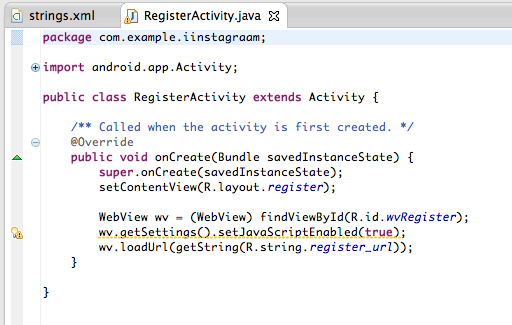 strings.xml
RegisterActivity.java
package com.example.iinstagraam;
import android.app.Activity;
public class RegisterActivity extends Activity {
/** Called when the activity is first created. */
@Override
public void onCreate(Bundle savedInstanceState) {
super.onCreate(savedInstanceState);
setContentView(R.layout.register);
WebView wv = (WebView) findViewById(R.id.wvRegister);
wv.getSettings().setJavaScriptEnabled(true);
wv.loadUrl(getString(R.string.register_url));
}
}